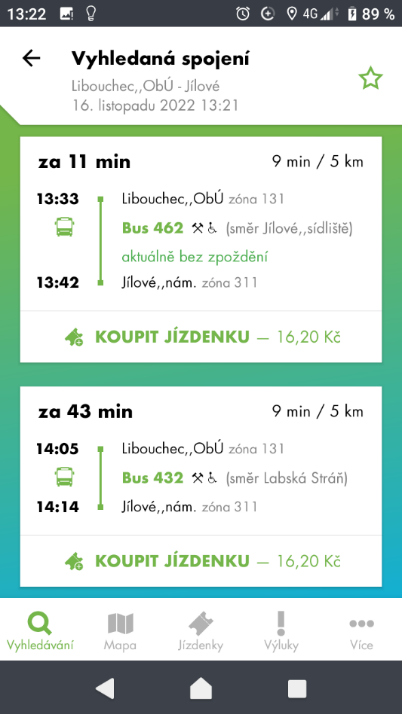 13:22 4G 89 %
Vyhledaná spojení
Libouchec,,ObÚ - Jílové
16. listopadu 2022 13:21
za 11 min 9 min / 5 km
13:33 Libouchec,,ObÚ zóna 131
Bus 462 (směr Jílové,,sídliště)
aktuálně bez zpoždění
13:42 Jílové,,nám. zóna 311
KOUPIT JÍZDENKU — 16,20 Kč
za 43 min 9 min / 5 km
14:05 Libouchec,,ObÚ zóna 131
Bus 432 (směr Labská Stráň)
14:14 Jílové,,nám. zóna 311
KOUPIT JÍZDENKU — 16,20 Kč
Vyhledávání Mapa Jízdenky Výluky Více